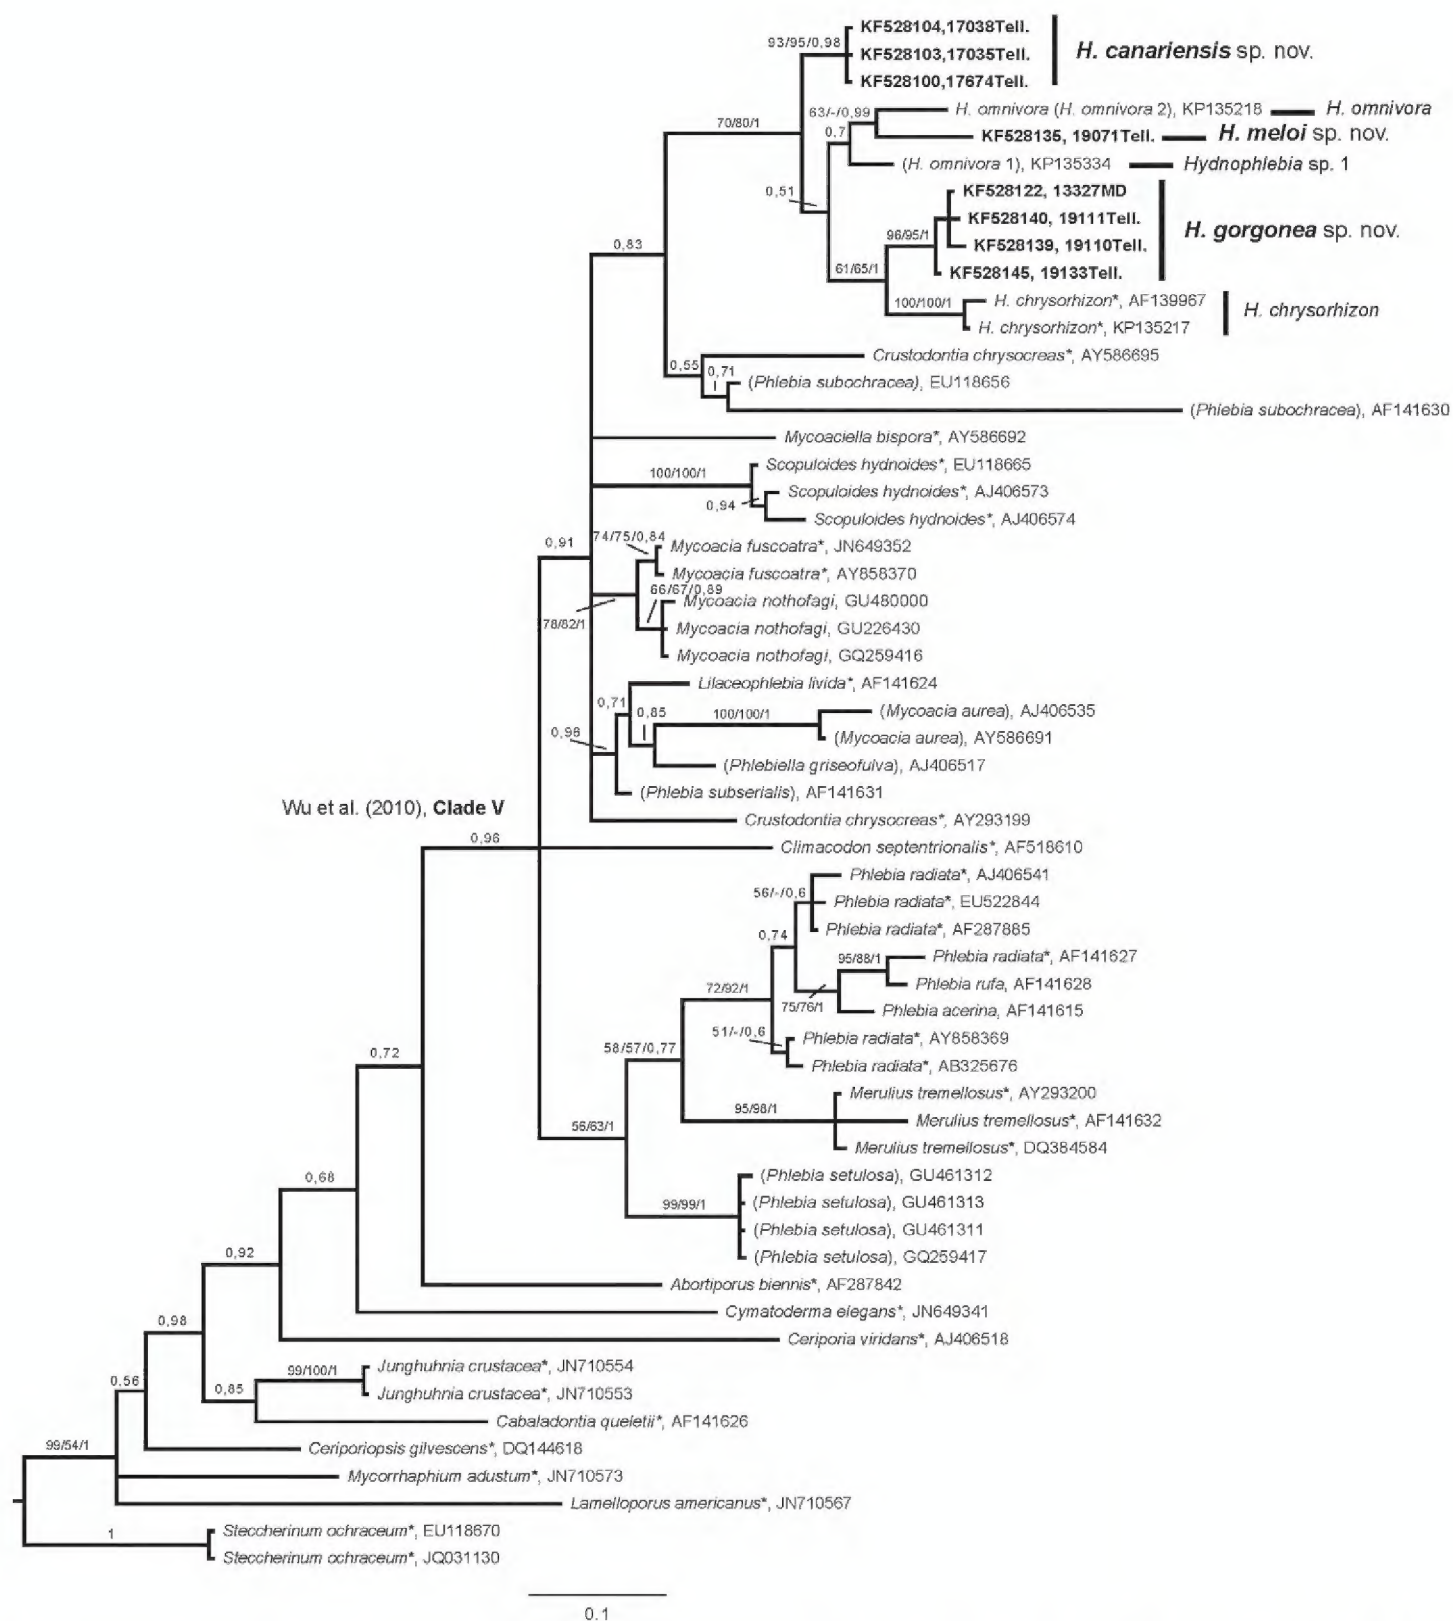 KF528104,17038Tell.
93/95/0,98
KF528103,17035Tell.
H. canariensis sp. nov.
KF528100,17674Tell.
63/-/0,99
H. omnivora (H. omnivora 2), KP135218
H. omnivora
70/80/1
0.7
KF528135, 19071Tell.
H. meloi sp. nov.
(H. omnivora 1), KP135334
Hydnophlebia sp. 1
0,51
KF528122, 13327MD
KF528140, 19111Tell.
H. gorgonea sp. nov.
96/95/1
KF528139, 19110Tell.
0,83
61/65/1
KF528145, 19133Tell.
100/100/1
H. chrysorhizon*, AF139967
H. chrysorhizon
H. chrysorhizon*, KP135217
Crustodontia chrysocreas*, AY586695
0,55
0,71
(Phlebia subochracea), EU118656
(Phlebia subochracea), AF141630
Mycoaciella bispora*, AY586692
Scopuloides hydnoides*, EU118665
100/100/1
Scopuloides hydnoides*, AJ406573
0,94
Scopuloides hydnoides*, AJ406574
0,91
74/75/0,84
Mycoacia fuscoatra*, JN649352
Mycoacia fuscoatra*, AY858370
66/67/0,89
Mycoacia nothofagi, GU480000
78/82/1
Mycoacia nothofagi, GU226430
Mycoacia nothofagi, GQ259416
Lilaceophlebia livida*, AF141624
0,71
0,85
100/100/1
(Mycoacia aurea), AJ406535
0,98
(Mycoacia aurea), AY586691
(Phlebiella griseofulva), AJ406517
(Phlebia subserialis), AF141631
Wu et al. (2010), Clade V
Crustodontia chrysocreas*, AY293199
0,96
Climacodon septentrionalis*, AF518610
Phlebia radiata*, AJ406541
56/-/0,6
Phlebia radiata*, EU522844
Phlebia radiata*, AF287885
0,74
95/88/1
Phlebia radiata*, AF141627
Phlebia rufa, AF141628
72/92/1
75/76/1
Phlebia acerina, AF141615
51/-/0,6
Phlebia radiata*, AY858369
58/57/0,77
0,72
Phlebia radiata*, AB325676
Merulius tremellosus*, AY293200
95/98/1
Merulius tremellosus*, AF141632
56/63/1
Merulius tremellosus*, DQ384584
(Phlebia setulosa), GU461312
0,68
99/99/1
(Phlebia setulosa), GU461313
(Phlebia setulosa), GU461311
0,92
(Phlebia setulosa), GQ259417
Abortiporus biennis*, AF287842
Cymatoderma elegans*, JN649341
0,98
Ceriporia viridans*, AJ406518
99/100/1
Junghuhnia crustacea*, JN710554
0.56
0,85
Junghuhnia crustacea*, JN710553
Cabaladontia queletii*, AF141626
99/54/1
Ceriporiopsis gilvescens*, DQ144618
Mycorrhaphium adustum*, JN710573
Lamelloporus americanus*, JN710567
1
Steccherinum ochraceum*, EU118670
Steccherinum ochraceum*, JQ031130
0.1